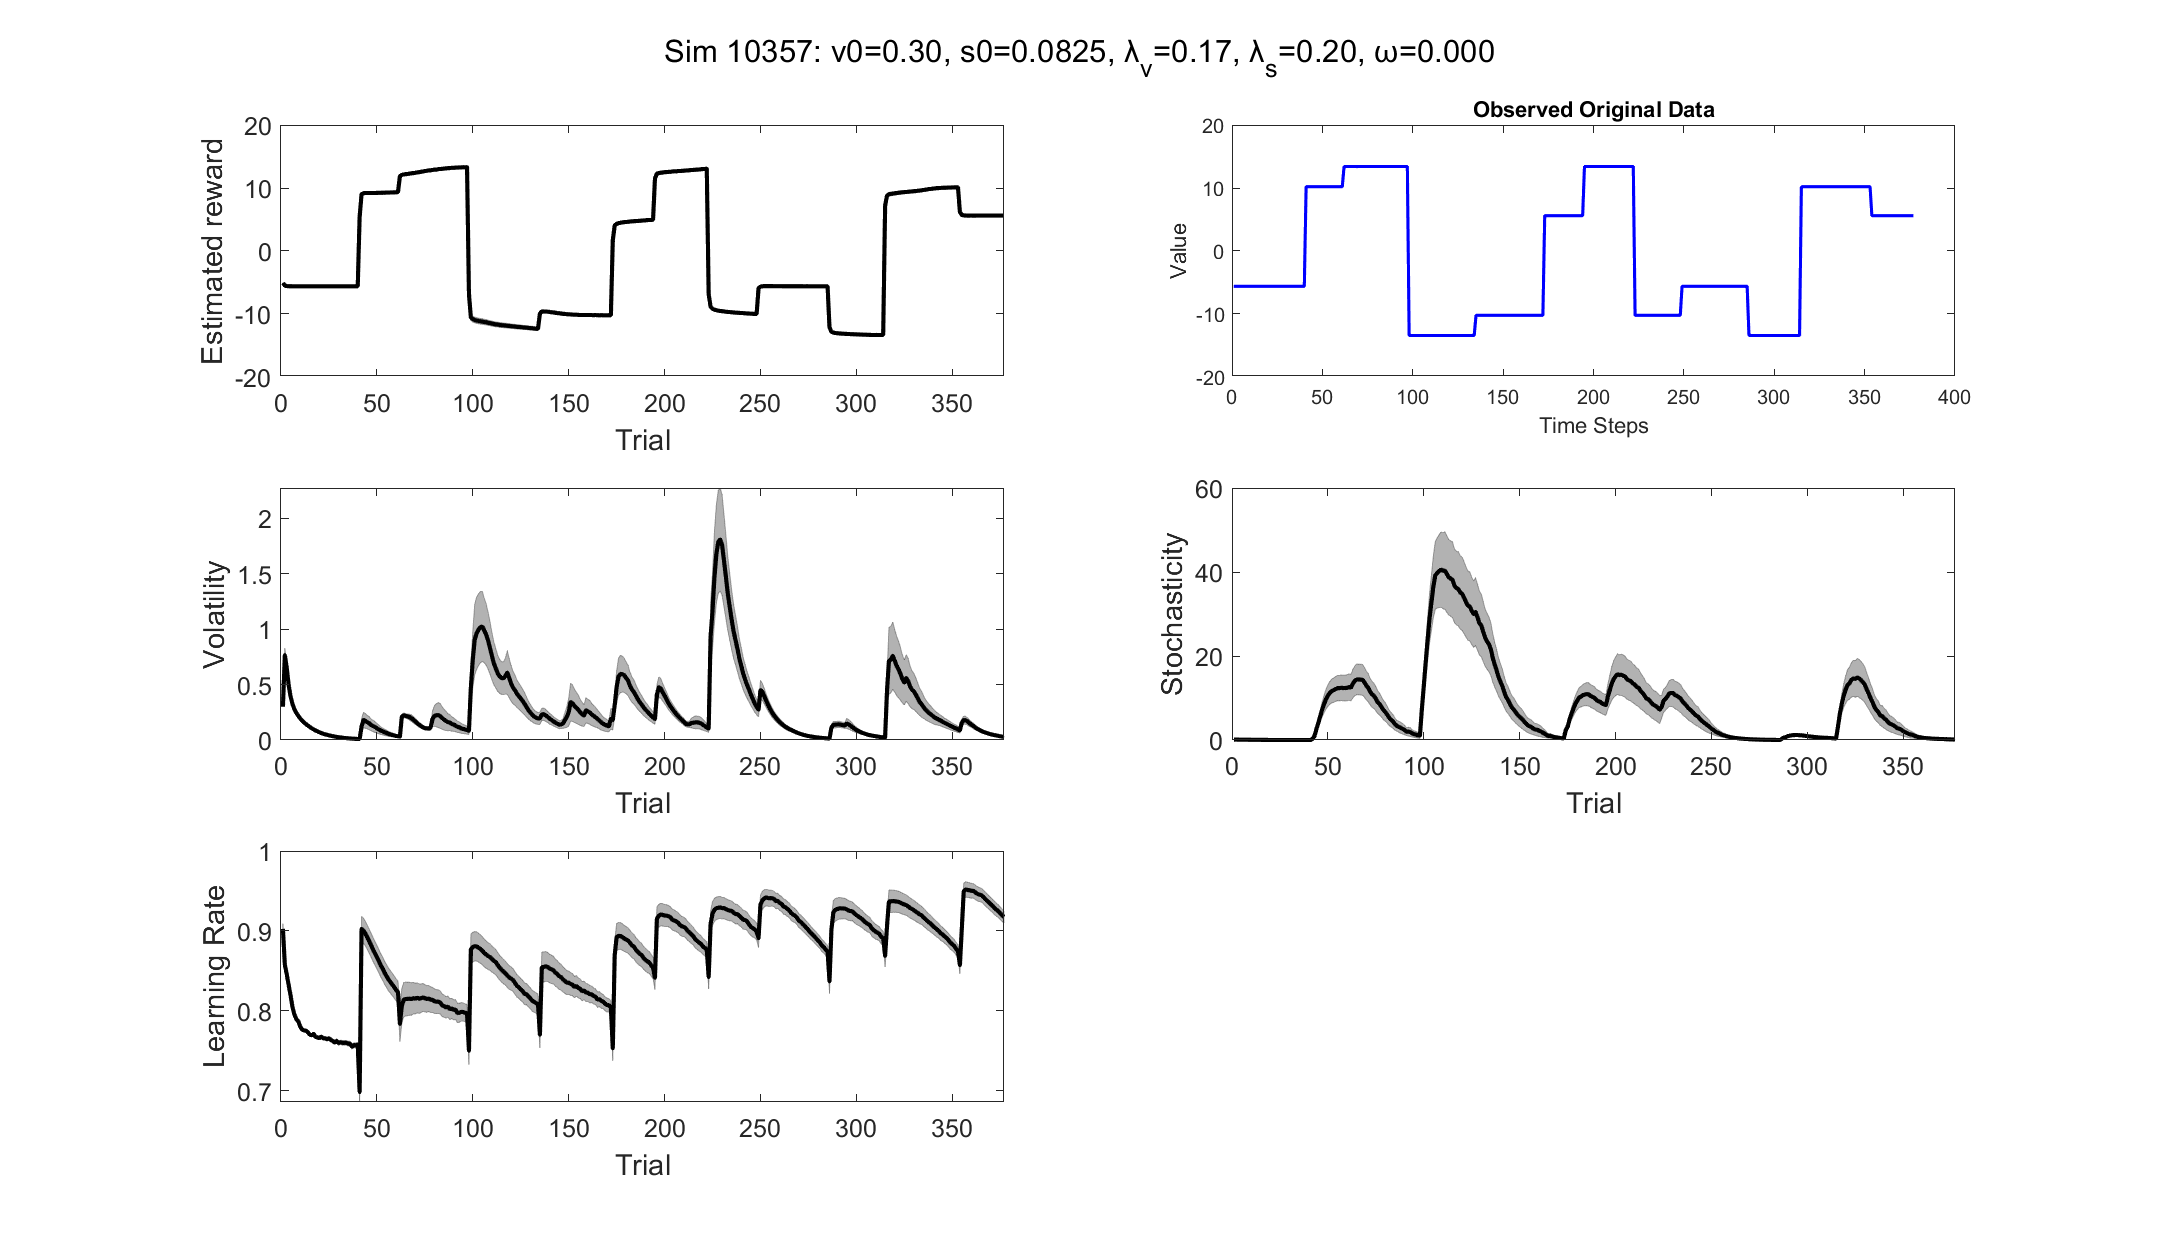 Sim 10357: v0=0.30, s0=0.0825, λ_v=0.17, λ_s=0.20, ω=0.000
20
10
0
-10
-20
Estimated reward
0 50 100 150 200 250 300 350
Trial
Observed Original Data
20
10
0
-10
-20
Value
0 50 100 150 200 250 300 350 400
Time Steps
2
1.5
1
0.5
0
Volatility
0 50 100 150 200 250 300 350
Trial
60
40
20
0
Stochasticity
0 50 100 150 200 250 300 350
Trial
1
0.9
0.8
0.7
Learning Rate
0 50 100 150 200 250 300 350
Trial